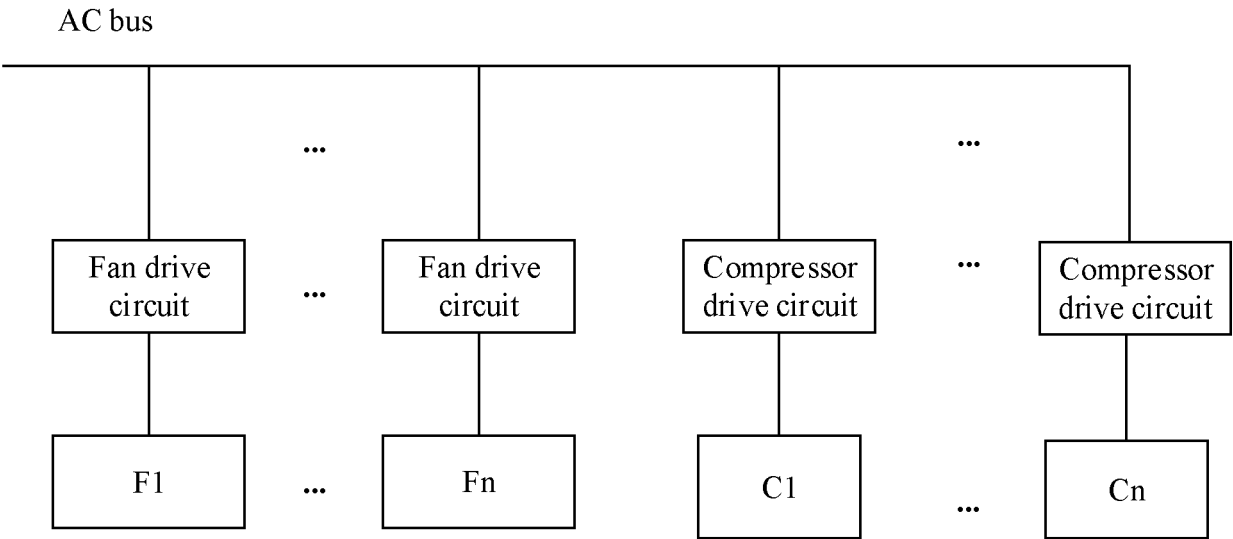 AC bus
...
...
Fan drive
circuit
...
Fan drive
circuit
Compressor
drive circuit
...
Compressor
drive circuit
F1
...
Fn
C1
...
Cn